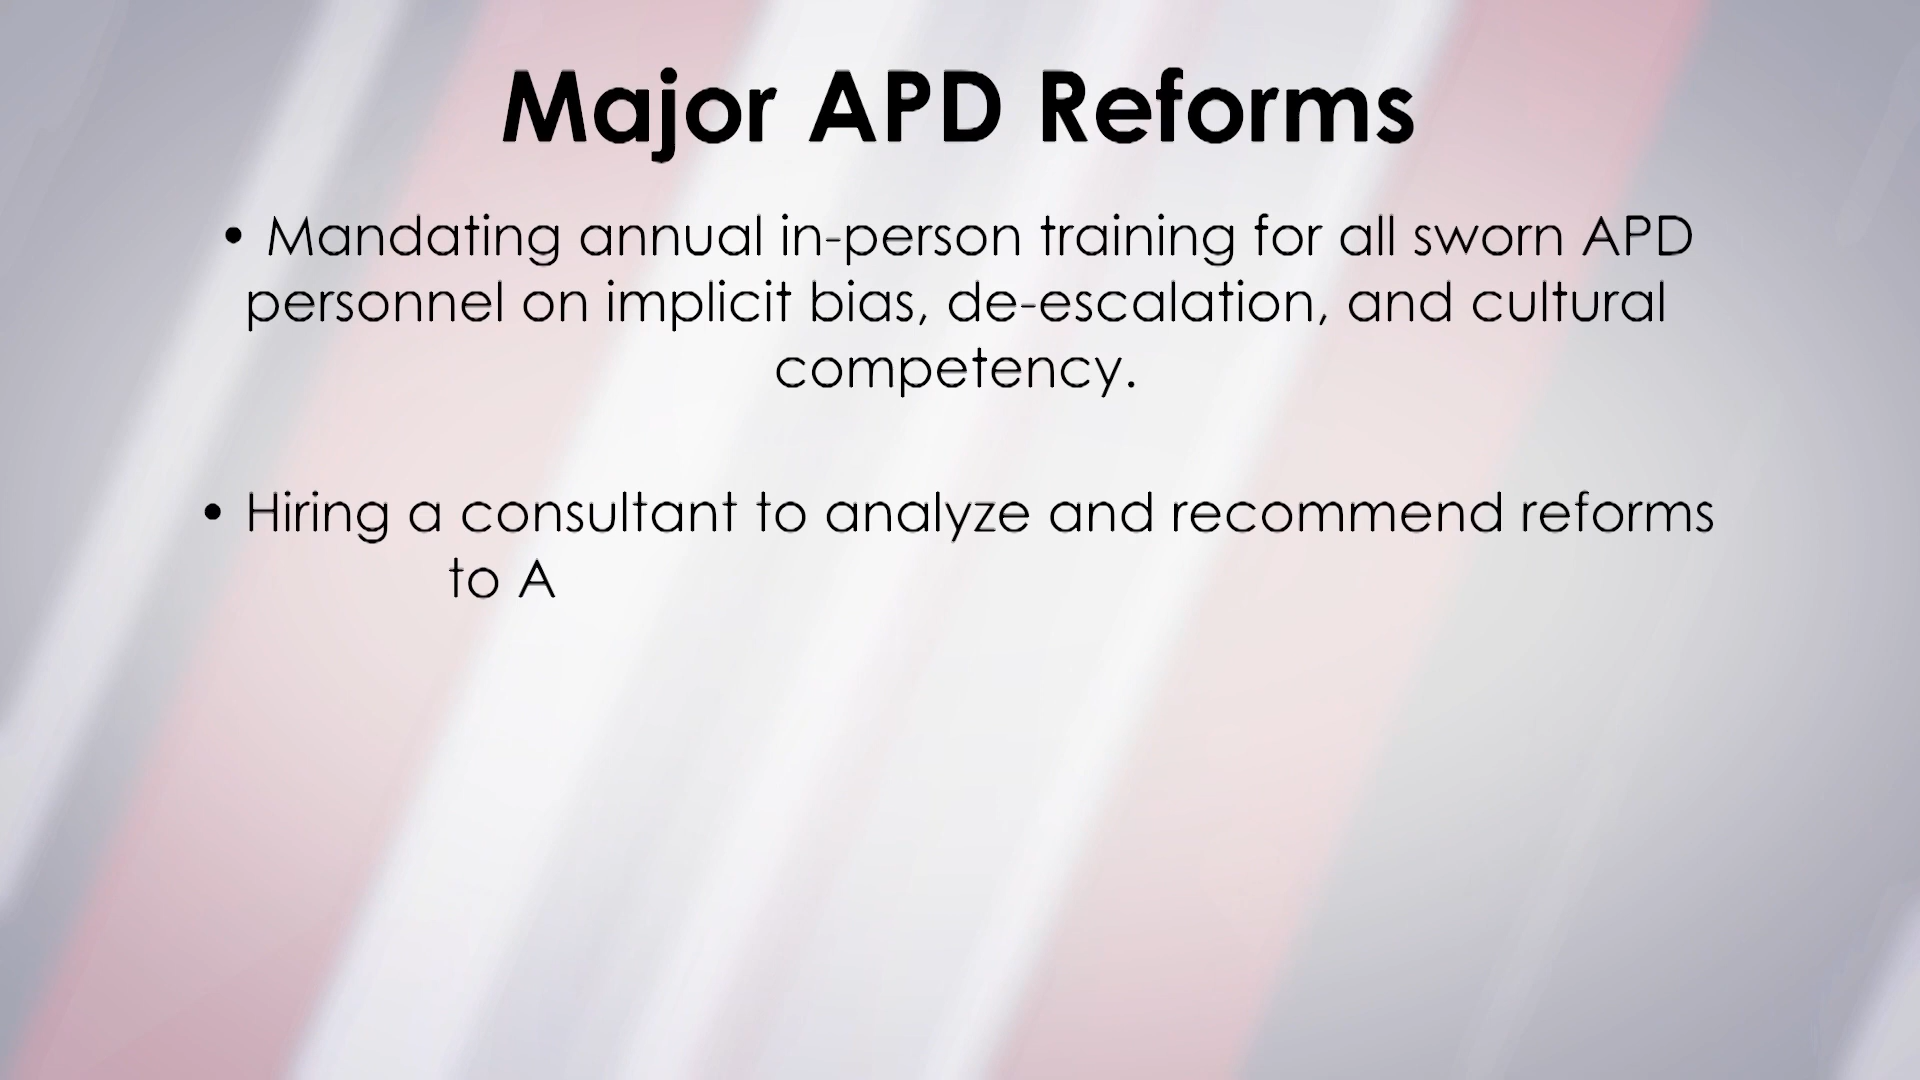 Major APD Reforms
• Mandating annual in-person training for all sworn APD
personnel on implicit bias, de-escalation, and cultural
competency.
• Hiring a consultant to analyze and recommend reforms
to A